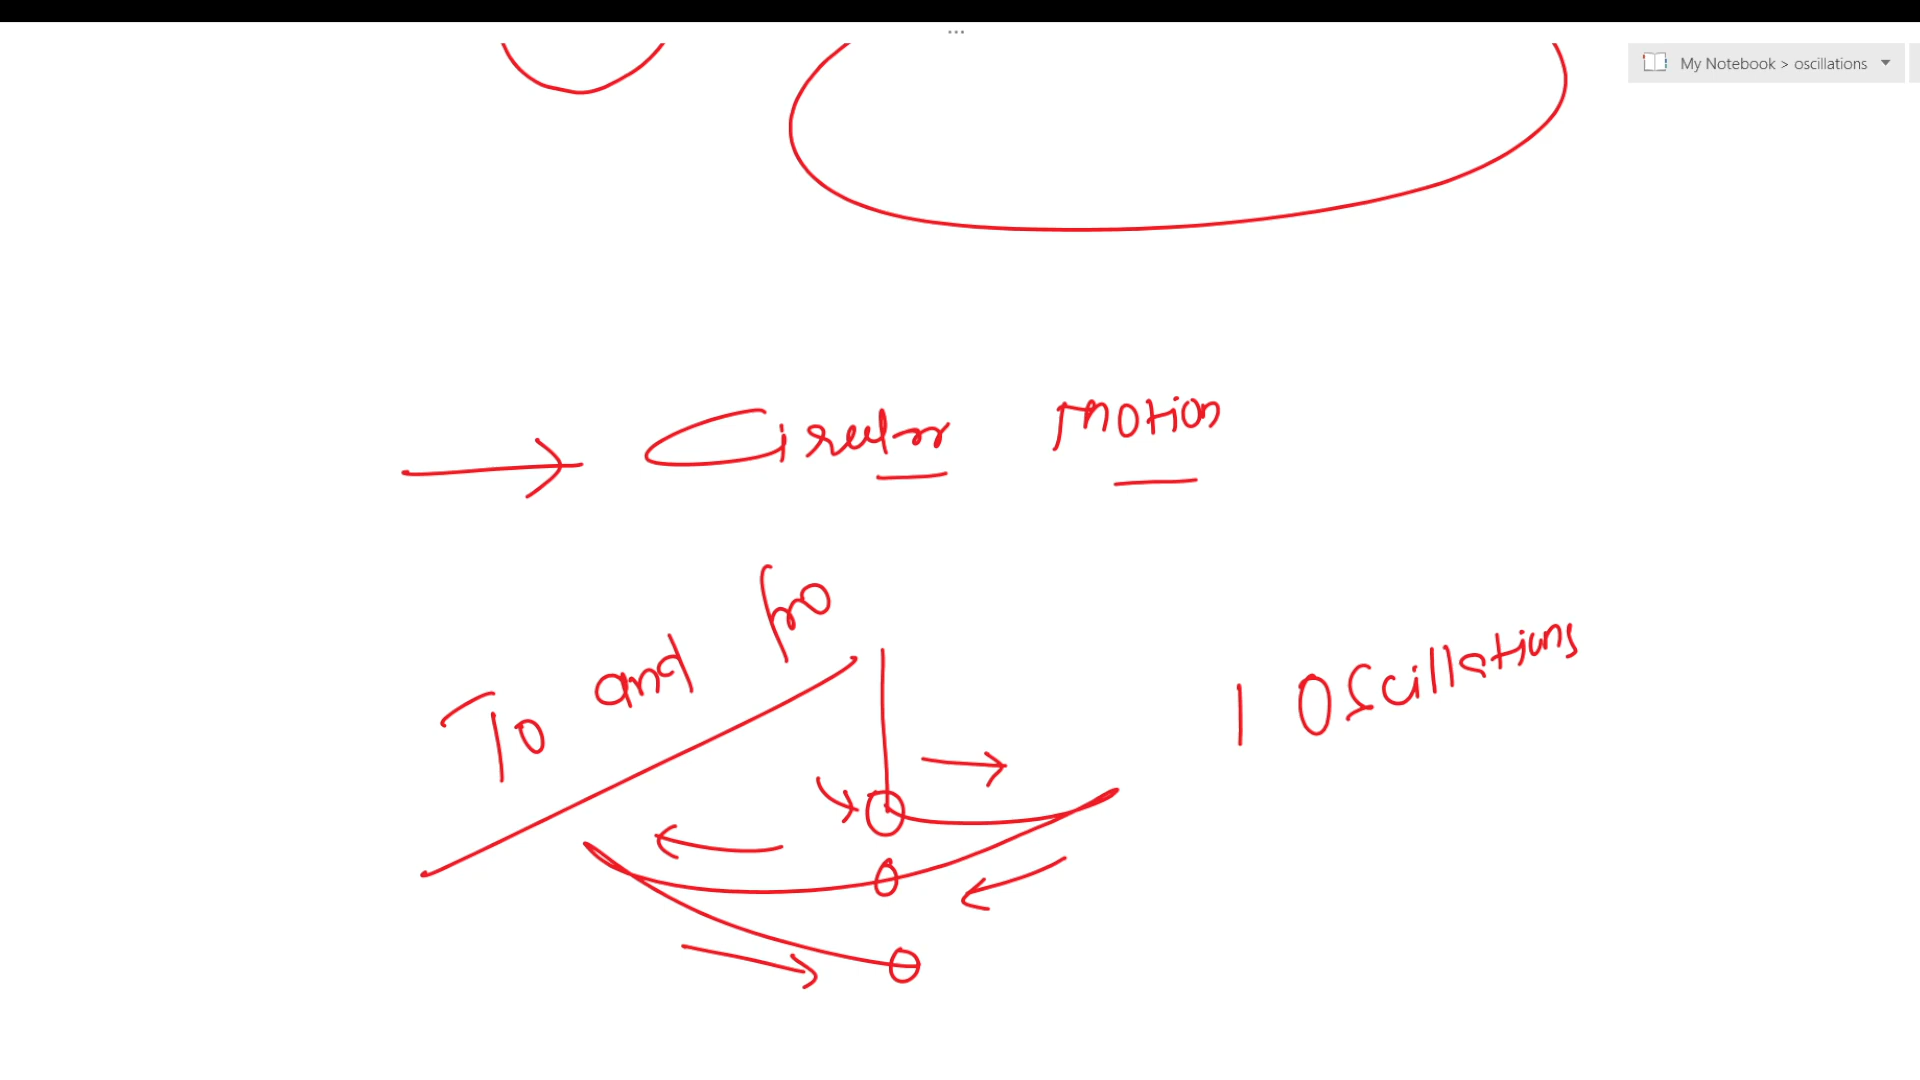 My Notebook > oscillations
→ Circular Motion
To and fro
1 Oscillations